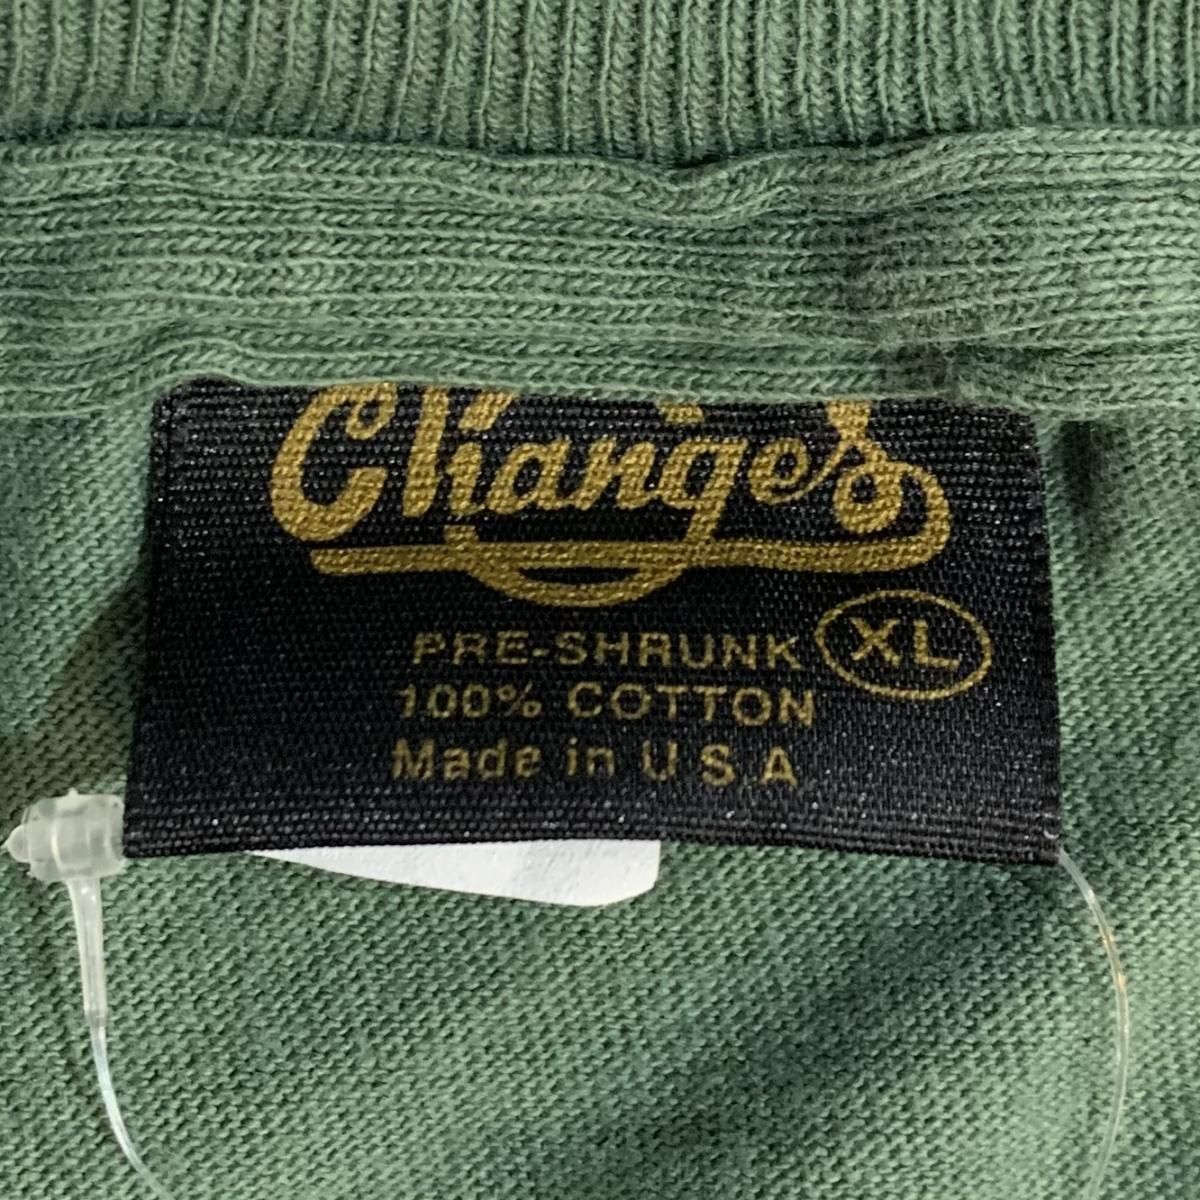 Changes
PRE-SHRUNK XL
100% COTTON
Made in U S.A